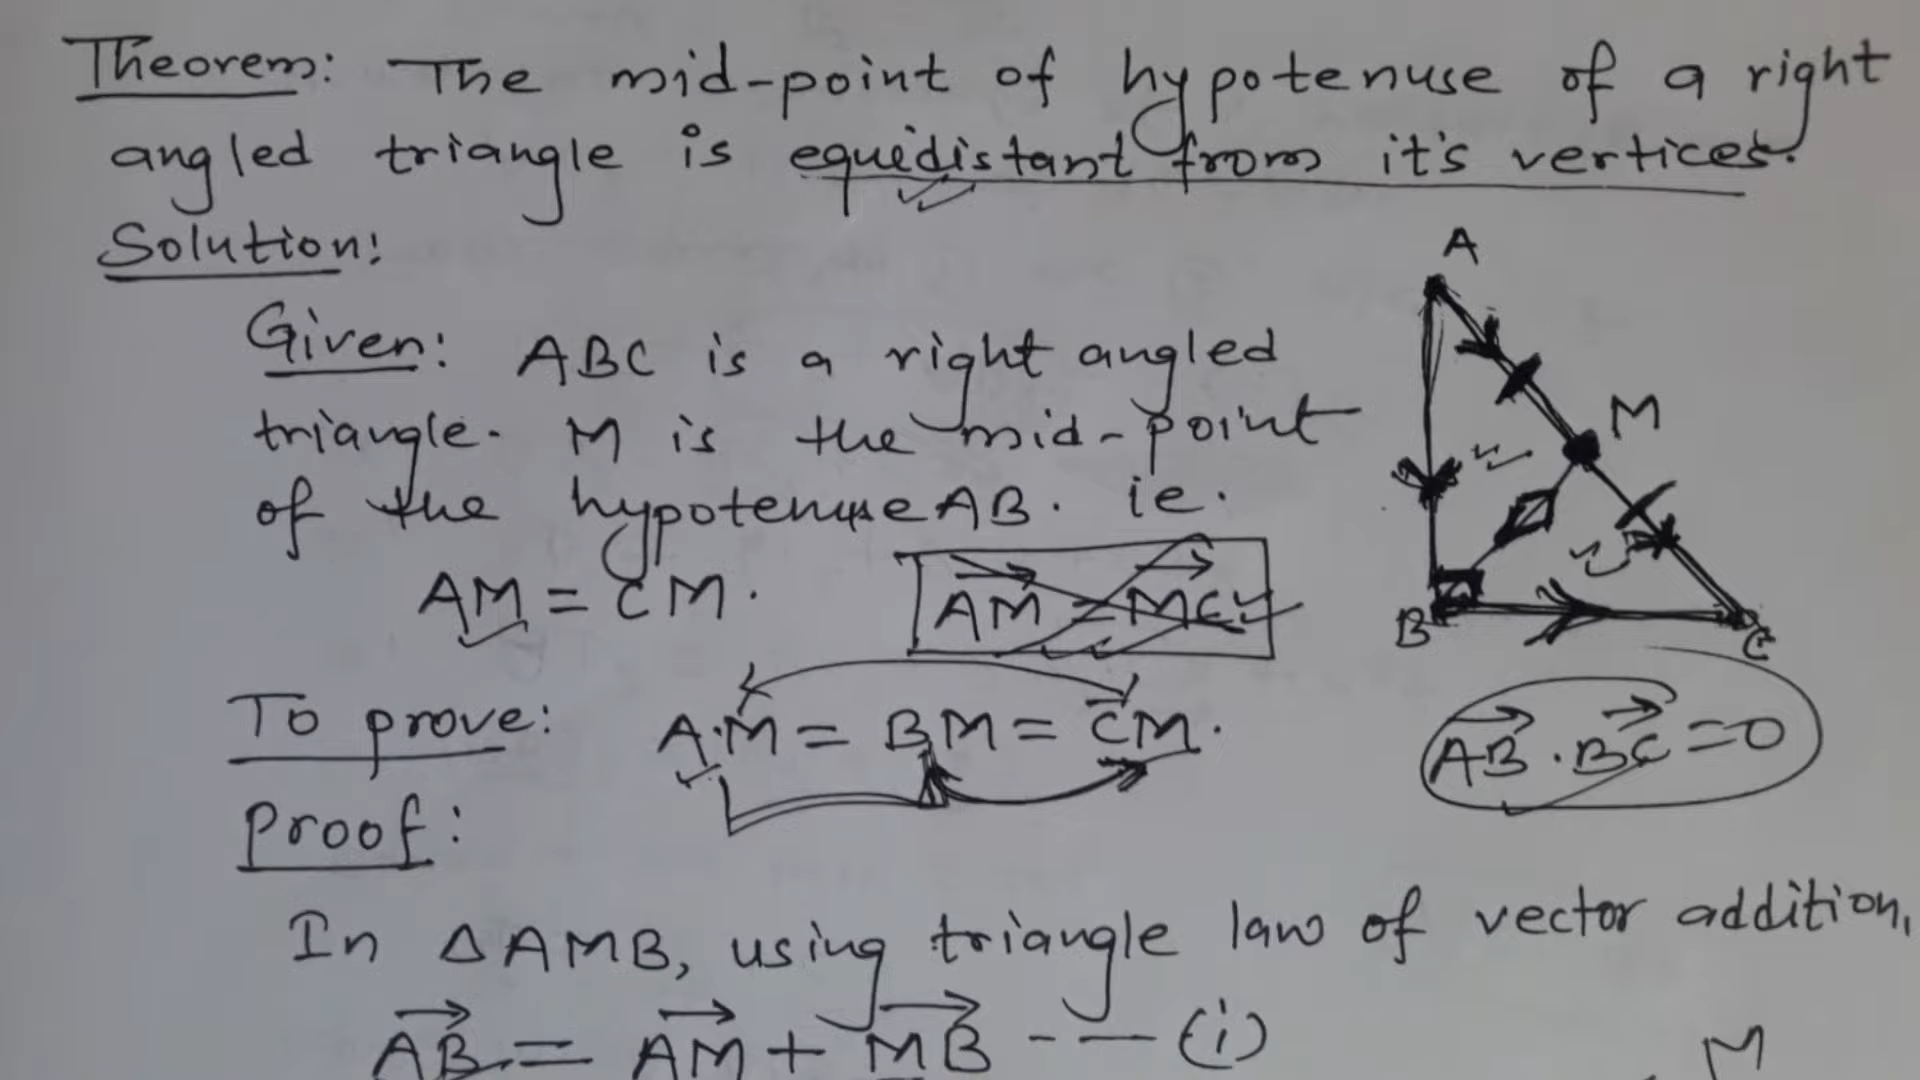 Theorem: The mid-point of hypotenuse of a right
angled triangle is equidistant from it's vertices.
Solution:
Given: ABC is a right angled
triangle. M is the mid-point
of the hypotenuse AB. ie.
AM = CM.
AM = MC
To prove: AM = BM = CM.
Proof:
In ΔAMB, using triangle law of vector addition,
AB = AM + MB --- (i)
A
M
B
C
AB . BC = 0
M